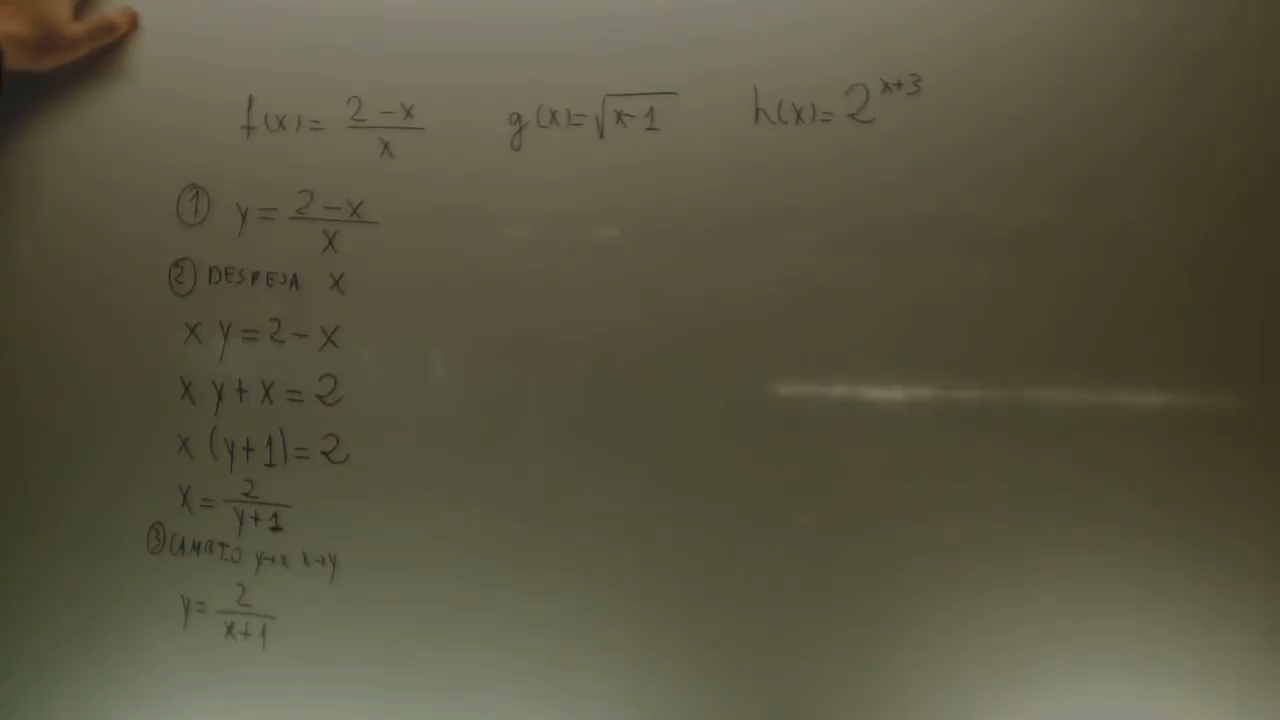 f(x)= 2-x/x g(x)=√x-1 h(x)=2^x+3
① y=2-x/x
② DESPEJA x
x y=2-x
x y+x=2
x (y+1)=2
x=2/y+1
③ CAMBIO y→x x→y
y=2/x+1